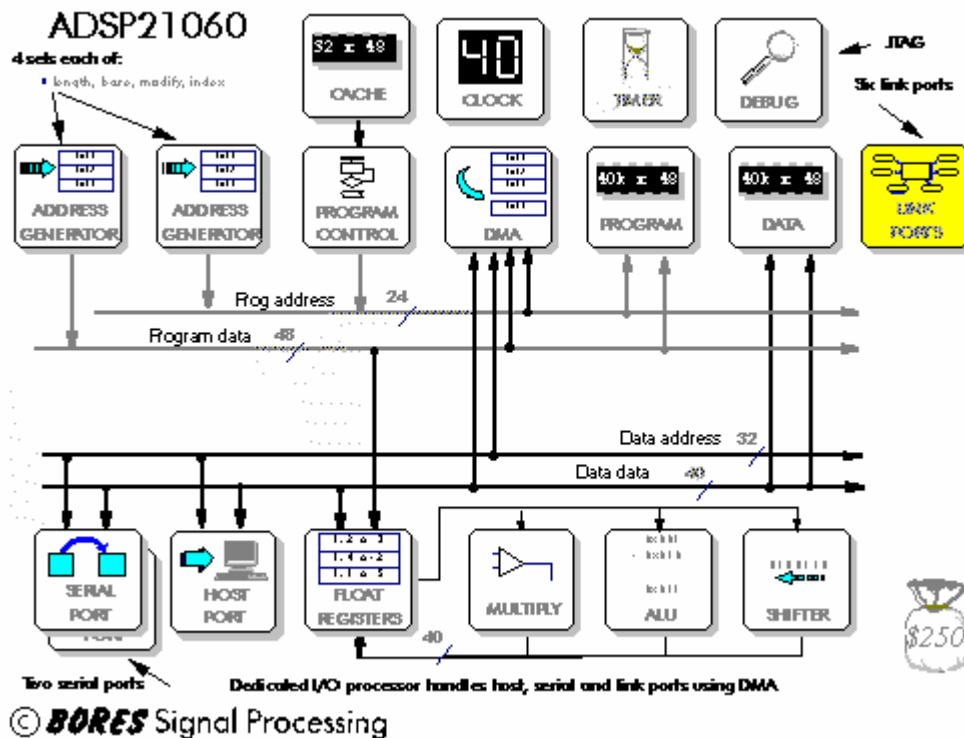 ADSP21060
4 sets each of:
length, base, modify, index
32 x 48
CACHE
40
CLOCK
TIMER
DEBUG
JTAG
Six link ports
ADDRESS
GENERATOR
ADDRESS
GENERATOR
PROGRAM
CONTROL
DMA
40k x 48
PROGRAM
40k x 48
DATA
LINK
PORTS
Prog address 24
Program data 48
Data address 32
Data data 40
SERIAL
PORT
PORT
HOST
PORT
FLOAT
REGISTERS
MULTIPLY
ALU
SHIFTER
$250
40
Two serial ports
Dedicated I/O processor handles host, serial and link ports using DMA
© BORES Signal Processing